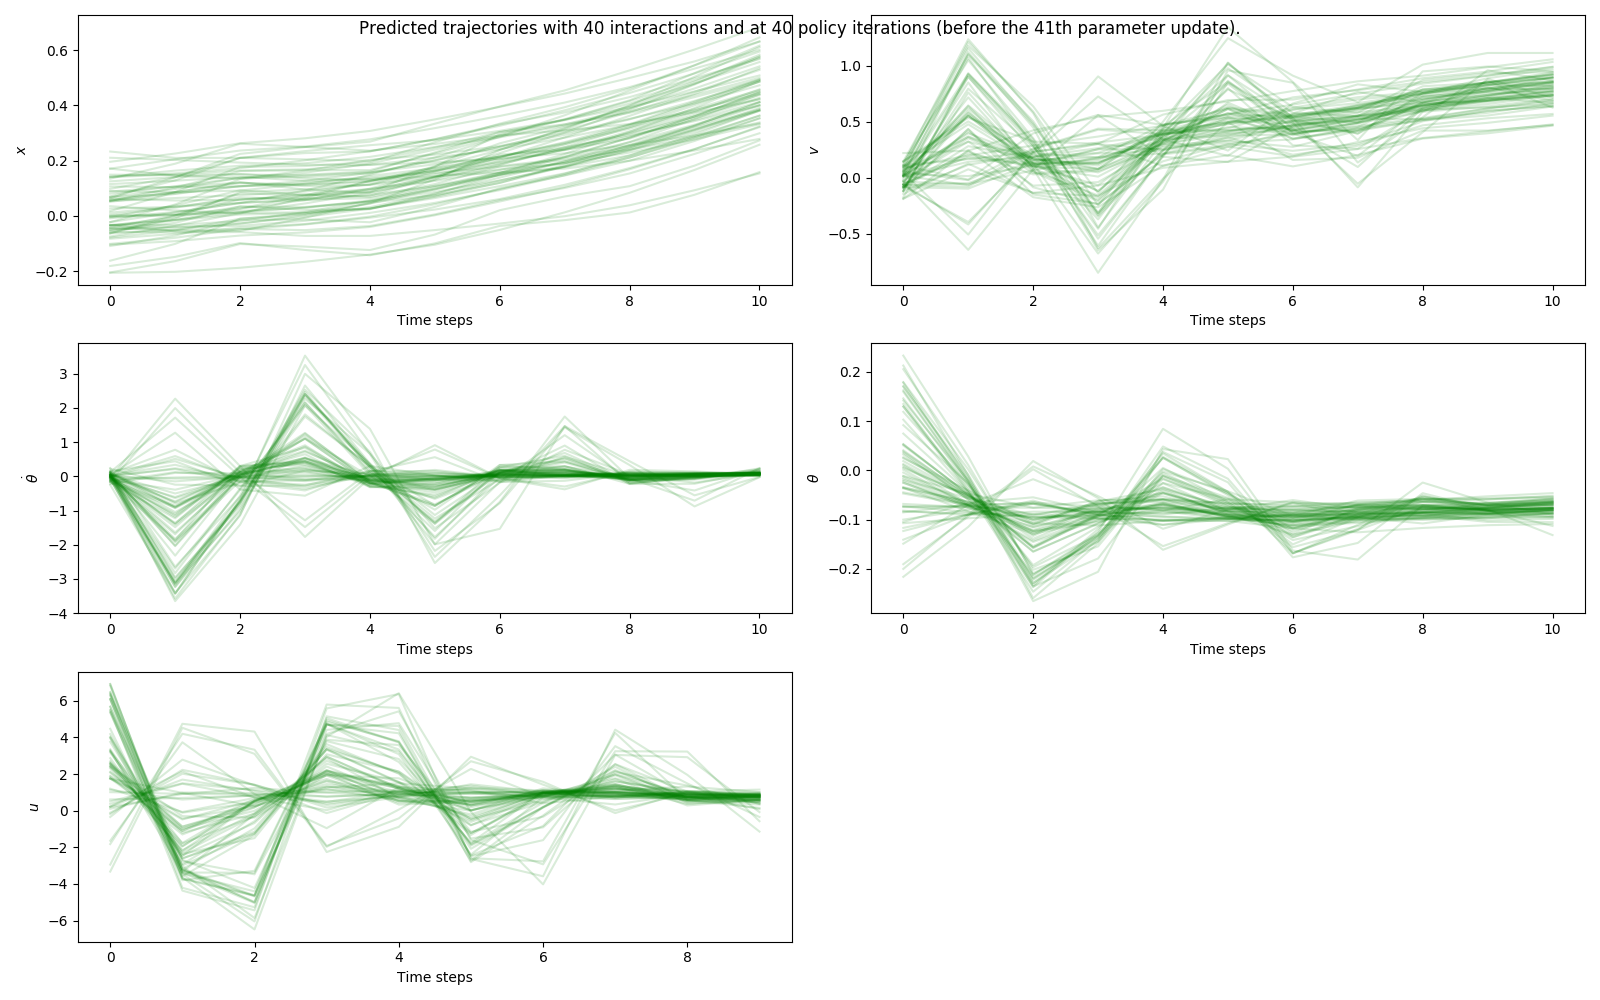 Predicted trajectories with 40 interactions and at 40 policy iterations (before the 41th parameter update).
0.6
0.4
0.2
0.0
−0.2
x
0 2 4 6 8 10
Time steps
1.0
0.5
0.0
−0.5
v
0 2 4 6 8 10
Time steps
3
2
1
0
−1
−2
−3
−4
θ̇
0 2 4 6 8 10
Time steps
0.2
0.1
0.0
−0.1
−0.2
θ
0 2 4 6 8 10
Time steps
6
4
2
0
−2
−4
−6
u
0 2 4 6 8
Time steps